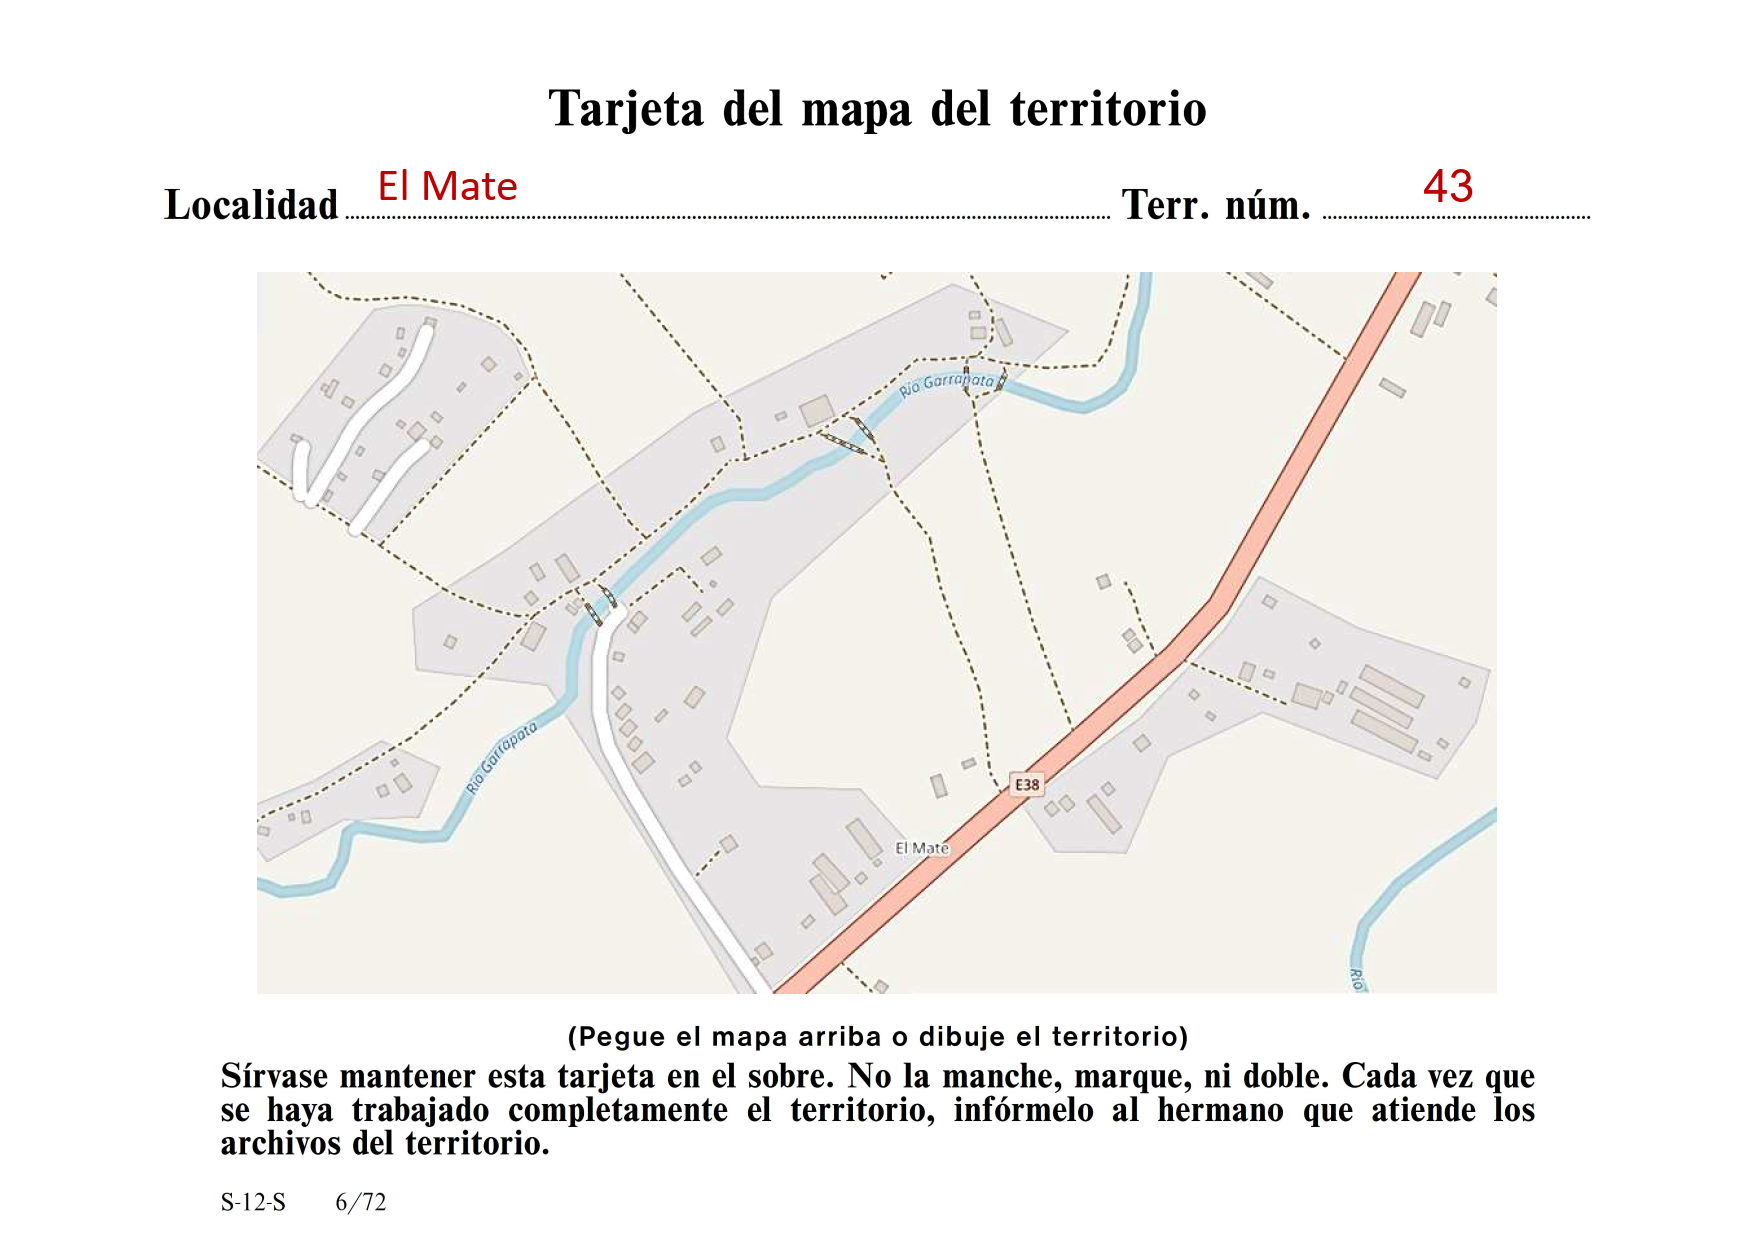 Tarjeta del mapa del territorio
Localidad El Mate Terr. núm. 43
Río Garrapata
Río Garrapata
E38
El Mate
Río
(Pegue el mapa arriba o dibuje el territorio)
Sírvase mantener esta tarjeta en el sobre. No la manche, marque, ni doble. Cada vez que
se haya trabajado completamente el territorio, infórmelo al hermano que atiende los
archivos del territorio.
S-12-S 6/72